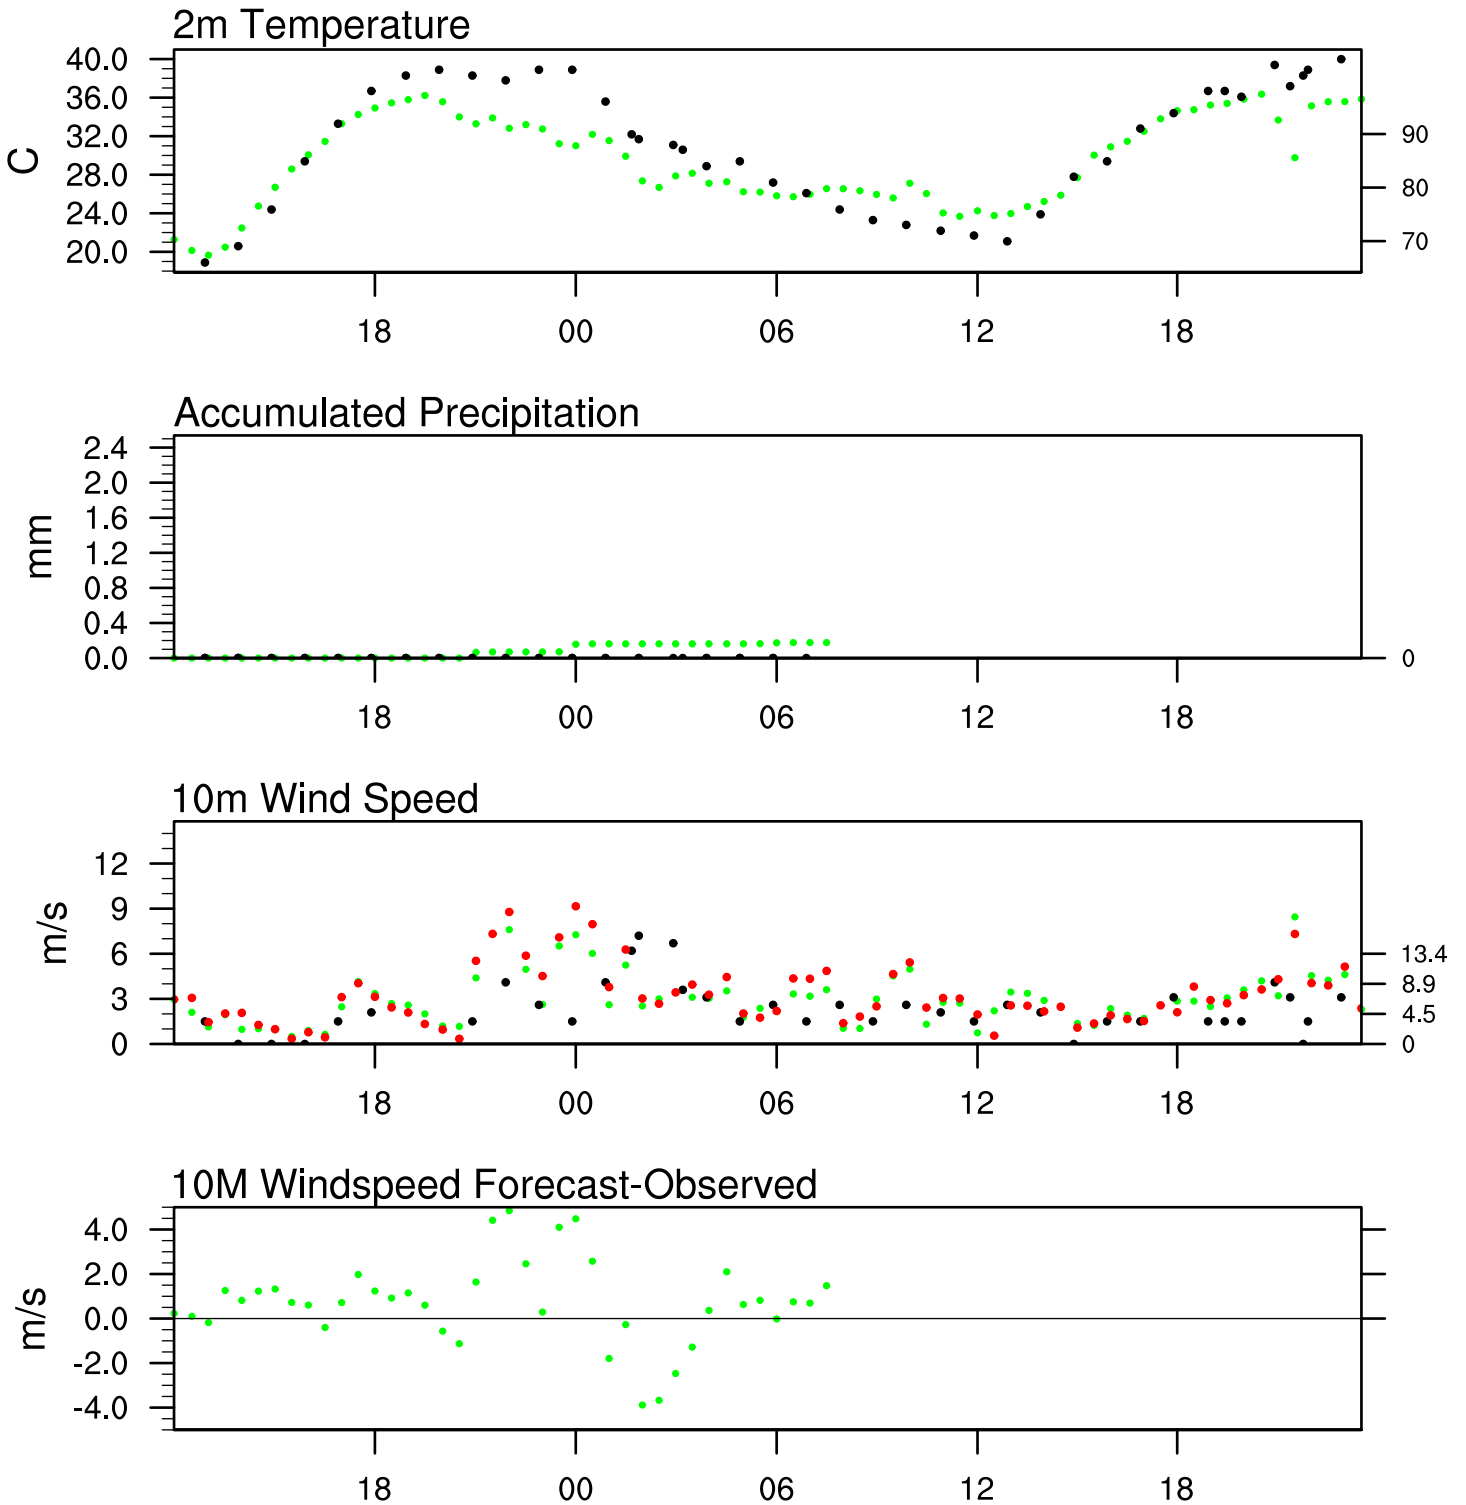 2m Temperature
40.0
36.0
32.0
28.0
24.0
20.0
C
90
80
70
18 00 06 12 18
Accumulated Precipitation
2.4
2.0
1.6
1.2
0.8
0.4
0.0
mm
0
18 00 06 12 18
10m Wind Speed
12
9
6
3
0
m/s
13.4
8.9
4.5
0
18 00 06 12 18
10M Windspeed Forecast-Observed
4.0
2.0
0.0
-2.0
-4.0
m/s
18 00 06 12 18